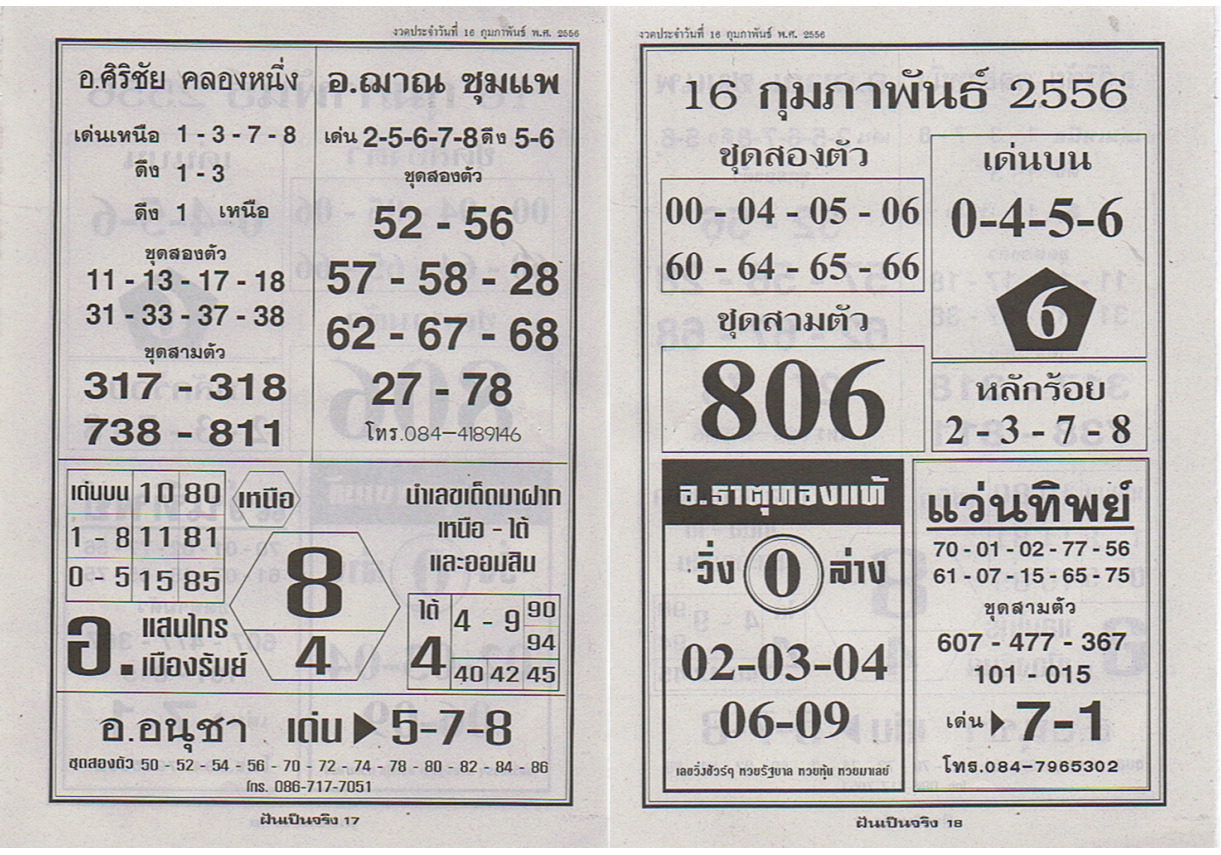 งวดประจำวันที่ 16 กุมภาพันธ์ พ.ศ. 2556
อ.ศิริชัย คลองหนึ่ง
เด่นเหนือ 1 - 3 - 7 - 8
ดึง 1 - 3
ดึง 1 เหนือ
ชุดสองตัว
11 - 13 - 17 - 18
31 - 33 - 37 - 38
ชุดสามตัว
317 - 318
738 - 811
อ.ฌาณ ชุมแพ
เด่น 2-5-6-7-8 ดึง 5-6
ชุดสองตัว
52 - 56
57 - 58 - 28
62 - 67 - 68
27 - 78
โทร.084-4189146
เด่นบน 10 80
1 - 8 11 81
0 - 5 15 85
เหนือ
8
4
นำเลขเด็ดมาฝาก
เหนือ - ใต้
และออมสิน
อ. แสนไกร
เมืองรัมย์
ใต้ 4 - 9 90
94
4 40 42 45
อ.อนุชา เด่น ▶ 5-7-8
ชุดสองตัว 50 - 52 - 54 - 56 - 70 - 72 - 74 - 78 - 80 - 82 - 84 - 86
โทร. 086-717-7051
ฝันเป็นจริง 17
งวดประจำวันที่ 16 กุมภาพันธ์ พ.ศ. 2556
16 กุมภาพันธ์ 2556
ชุดสองตัว
00 - 04 - 05 - 06
60 - 64 - 65 - 66
ชุดสามตัว
806
เด่นบน
0-4-5-6
6
หลักร้อย
2 - 3 - 7 - 8
อ.ธาตุทองแท้
วิ่ง 0 ล่าง
02-03-04
06-09
เลขวิ่งชัวร์ๆ หวยรัฐบาล หวยหุ้น หวยมาเลย์
แว่นทิพย์
70 - 01 - 02 - 77 - 56
61 - 07 - 15 - 65 - 75
ชุดสามตัว
607 - 477 - 367
101 - 015
เด่น ▶ 7-1
โทร.084-7965302
ฝันเป็นจริง 18